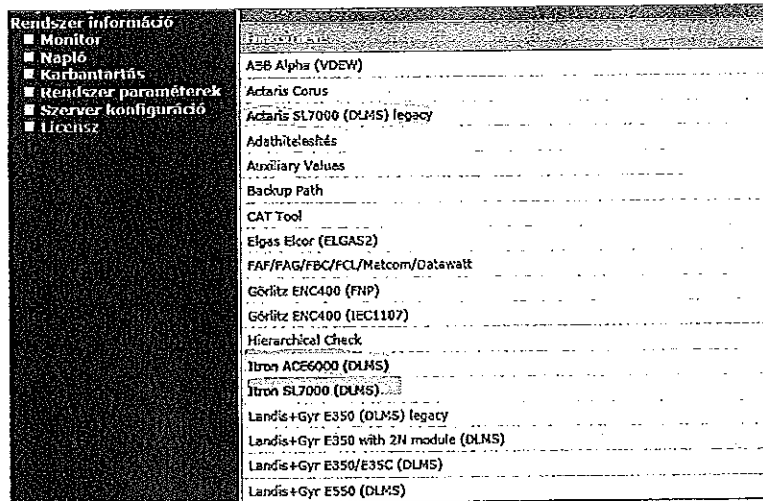 Rendszer információ
Monitor
Napló
Karbantartás
Rendszer paraméterek
Szerver konfiguráció
Licensz
ABB Alpha (VDEW)
Actaris Corus
Actaris SL7000 (DLMS) legacy
Adathitelesítés
Auxiliary Values
Backup Path
CAT Tool
Elgas Elcor (ELGAS2)
FAF/FAG/FBC/FCL/Metcom/Datawatt
Görlitz ENC400 (FNP)
Görlitz ENC400 (IEC1107)
Hierarchical Check
Itron ACE6000 (DLMS)
Itron SL7000 (DLMS)
Landis+Gyr E350 (DLMS) legacy
Landis+Gyr E350 with 2N module (DLMS)
Landis+Gyr E350/E35C (DLMS)
Landis+Gyr E550 (DLMS)